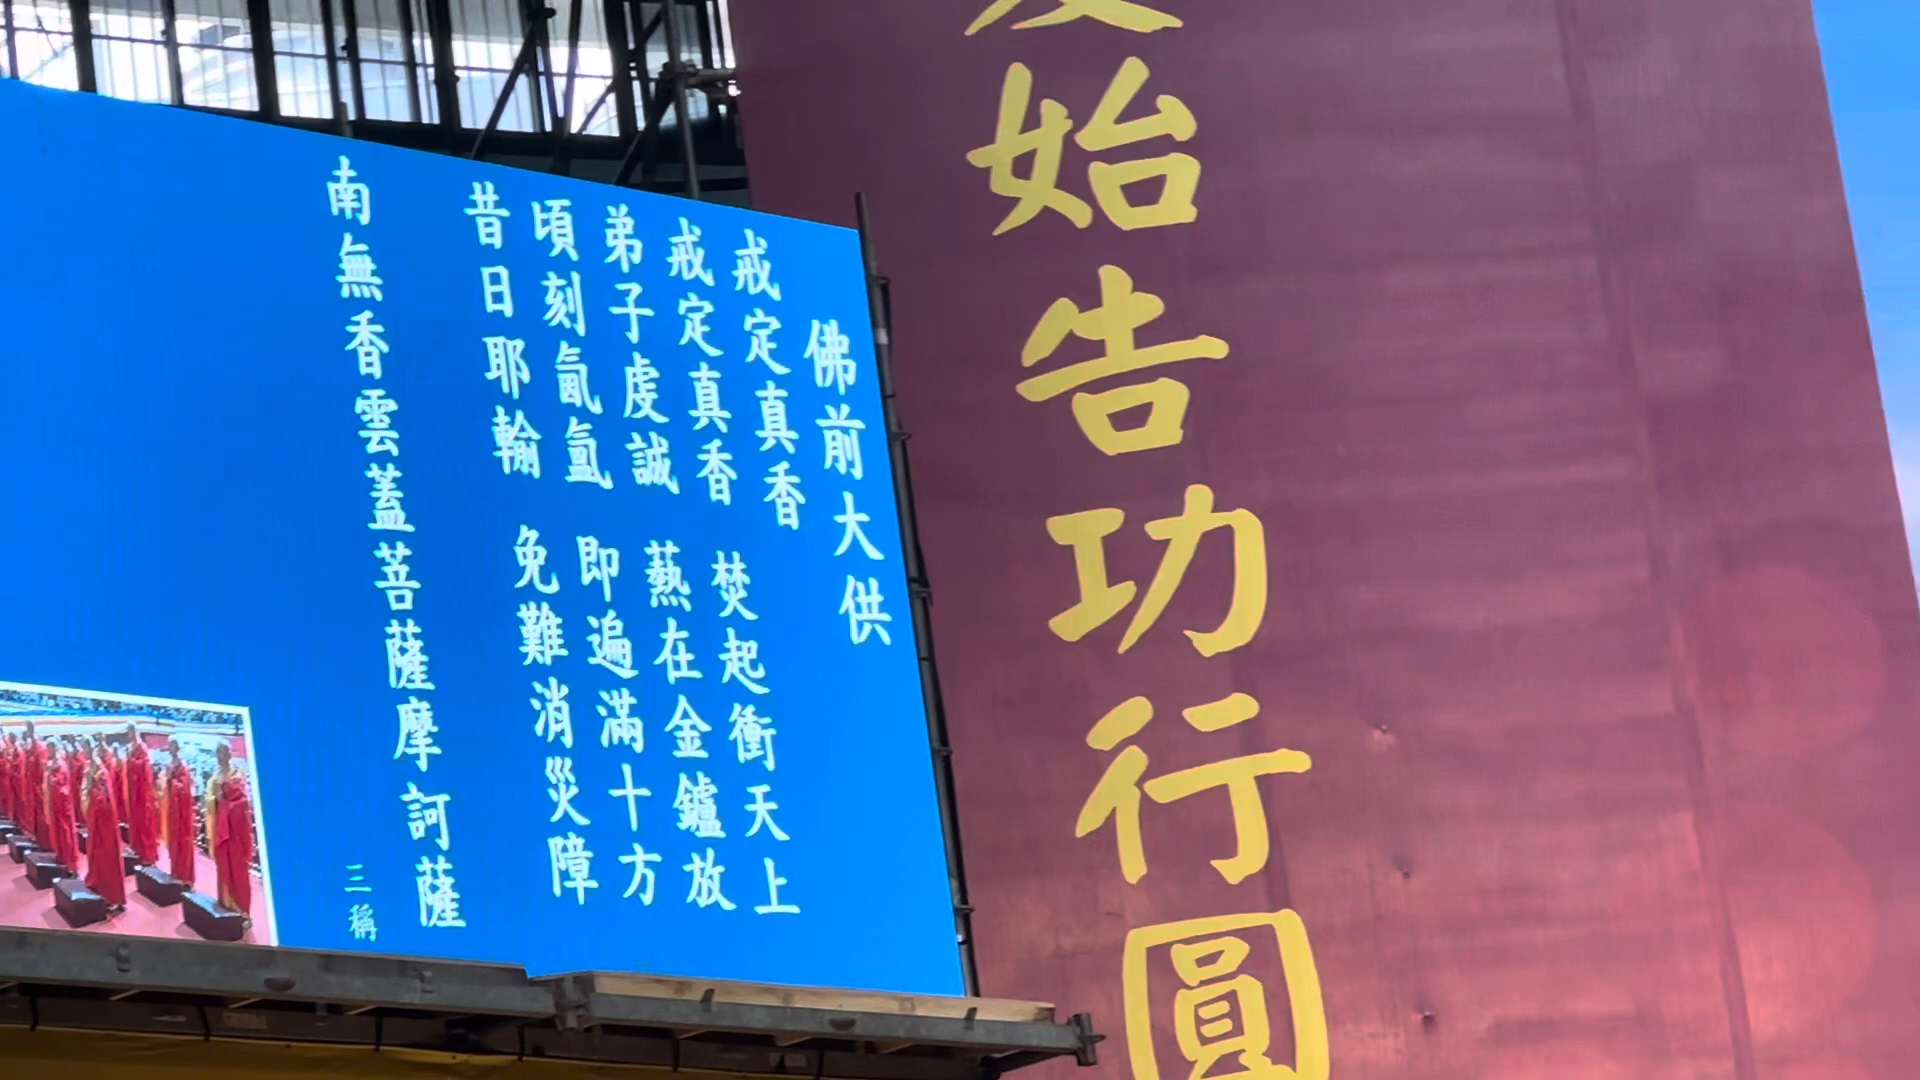 始告功行圓
佛前大供
戒定真香
戒定真香 焚起衝天上
弟子虔誠 爇在金鑪放
頃刻氤氳 即遍滿十方
昔日耶輸 免難消災障
南無香雲蓋菩薩摩訶薩
三稱